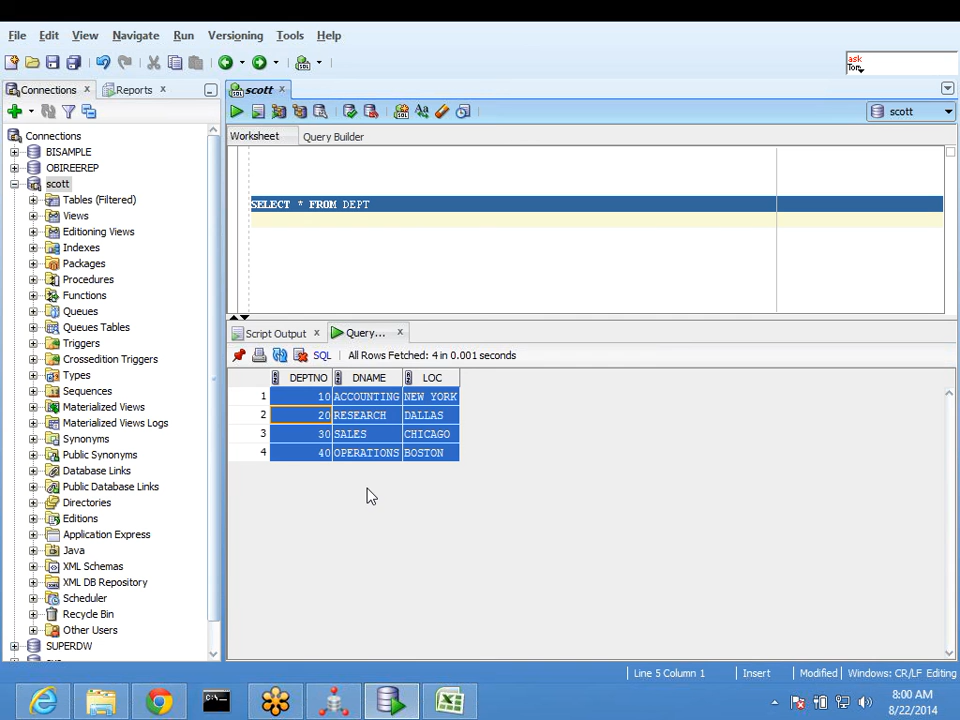 File Edit View Navigate Run Versioning Tools Help
ask
Tom
Connections
Reports
scott
scott
Worksheet
Query Builder
Connections
BISAMPLE
OBIREEREP
scott
Tables (Filtered)
Views
Editioning Views
Indexes
Packages
Procedures
Functions
Queues
Queues Tables
Triggers
Crossedition Triggers
Types
Sequences
Materialized Views
Materialized Views Logs
Synonyms
Public Synonyms
Database Links
Public Database Links
Directories
Editions
Application Express
Java
XML Schemas
XML DB Repository
Scheduler
Recycle Bin
Other Users
SUPERDW
SELECT * FROM DEPT
Script Output
Query...
SQL All Rows Fetched: 4 in 0.001 seconds
DEPTNO DNAME LOC
1 10 ACCOUNTING NEW YORK
2 20 RESEARCH DALLAS
3 30 SALES CHICAGO
4 40 OPERATIONS BOSTON
Line 5 Column 1 Insert Modified Windows: CR/LF Editing
8:00 AM
8/22/2014